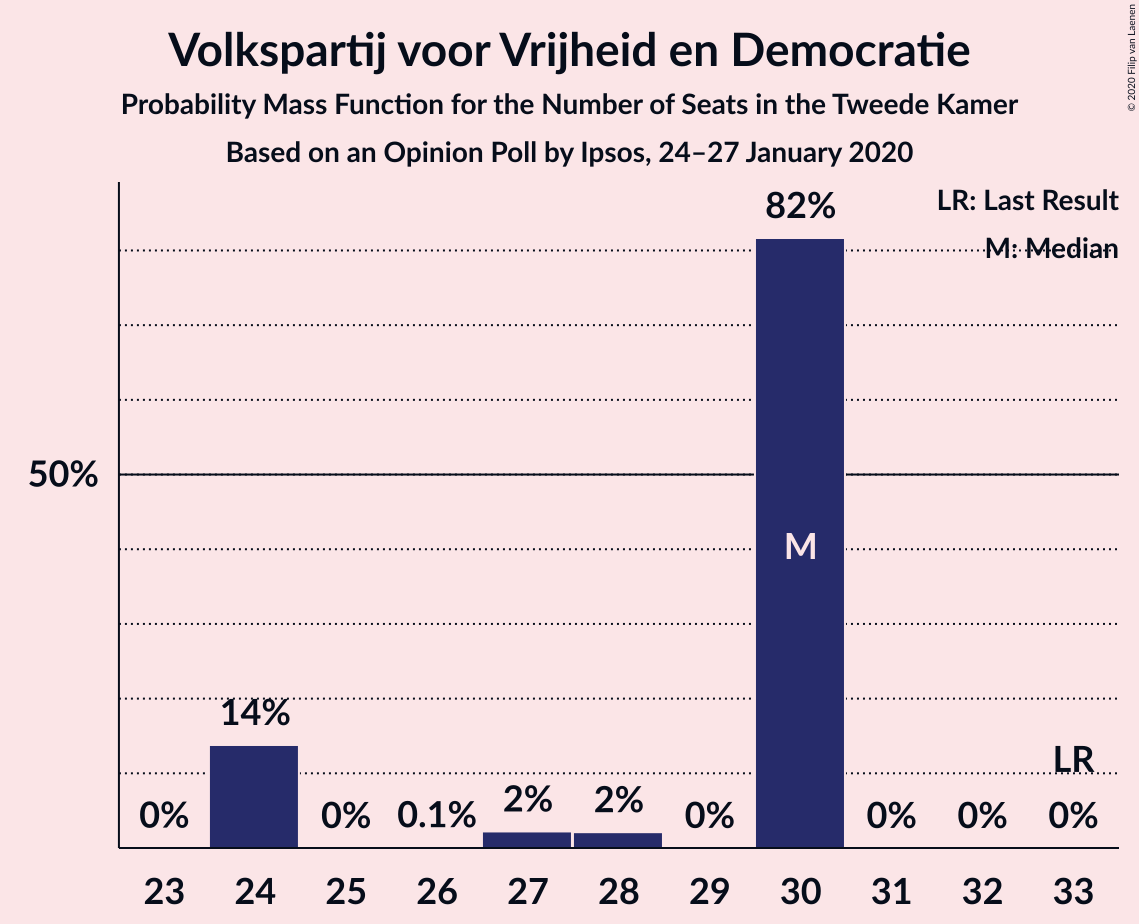 Volkspartij voor Vrijheid en Democratie
Probability Mass Function for the Number of Seats in the Tweede Kamer
Based on an Opinion Poll by Ipsos, 24–27 January 2020
© 2020 Filip van Laenen
LR: Last Result
M: Median
82%
50%
M
14%
LR
0%
0%
0.1%
2%
2%
0%
0%
0%
0%
23
24
25
26
27
28
29
30
31
32
33